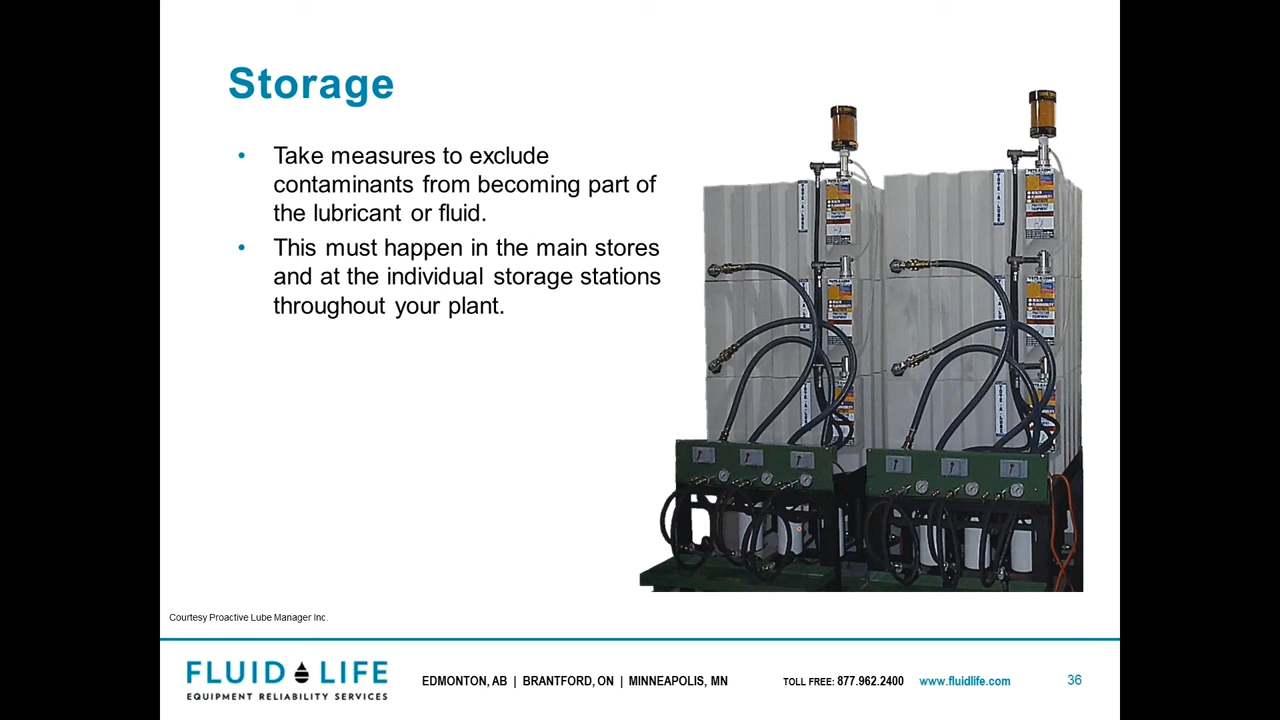 Storage
• Take measures to exclude
contaminants from becoming part of
the lubricant or fluid.
• This must happen in the main stores
and at the individual storage stations
throughout your plant.
TOTE-A-LUBE
Courtesy Proactive Lube Manager Inc.
FLUID LIFE
EQUIPMENT RELIABILITY SERVICES
EDMONTON, AB | BRANTFORD, ON | MINNEAPOLIS, MN
TOLL FREE: 877.962.2400
www.fluidlife.com
36